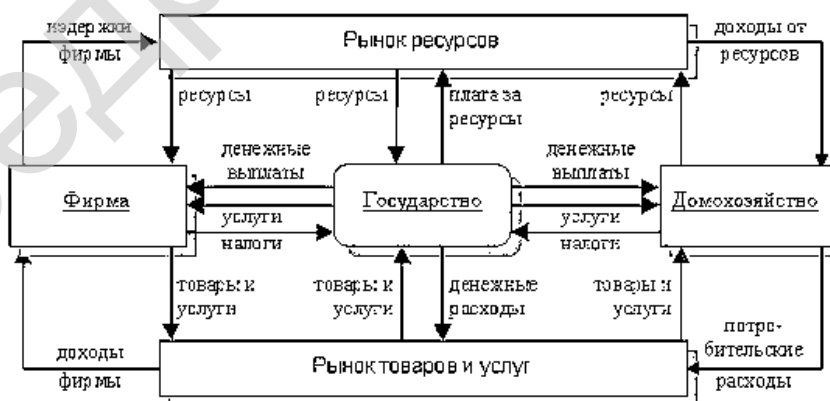 издержки
фирмы
Рынок ресурсов
доходы от
ресурсов
ресурсы
ресурсы
плата за
ресурсы
ресурсы
денежные
выплаты
денежные
выплаты
Фирма
Государство
Домохозяйство
услуги
налоги
услуги
налоги
товары и
услуги
товары и
услуги
денежные
расходы
товары и
услуги
потре-
бительские
расходы
доходы
фирмы
Рынок товаров и услуг